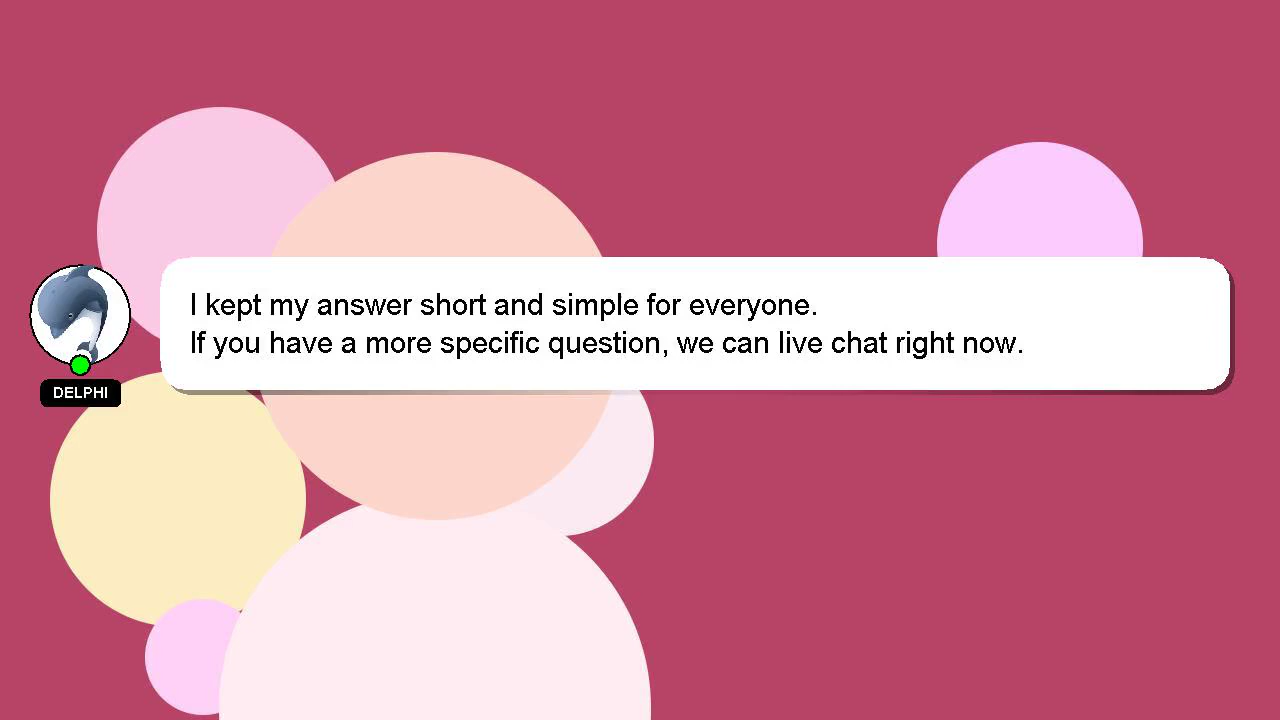 I kept my answer short and simple for everyone.
If you have a more specific question, we can live chat right now.
DELPHI